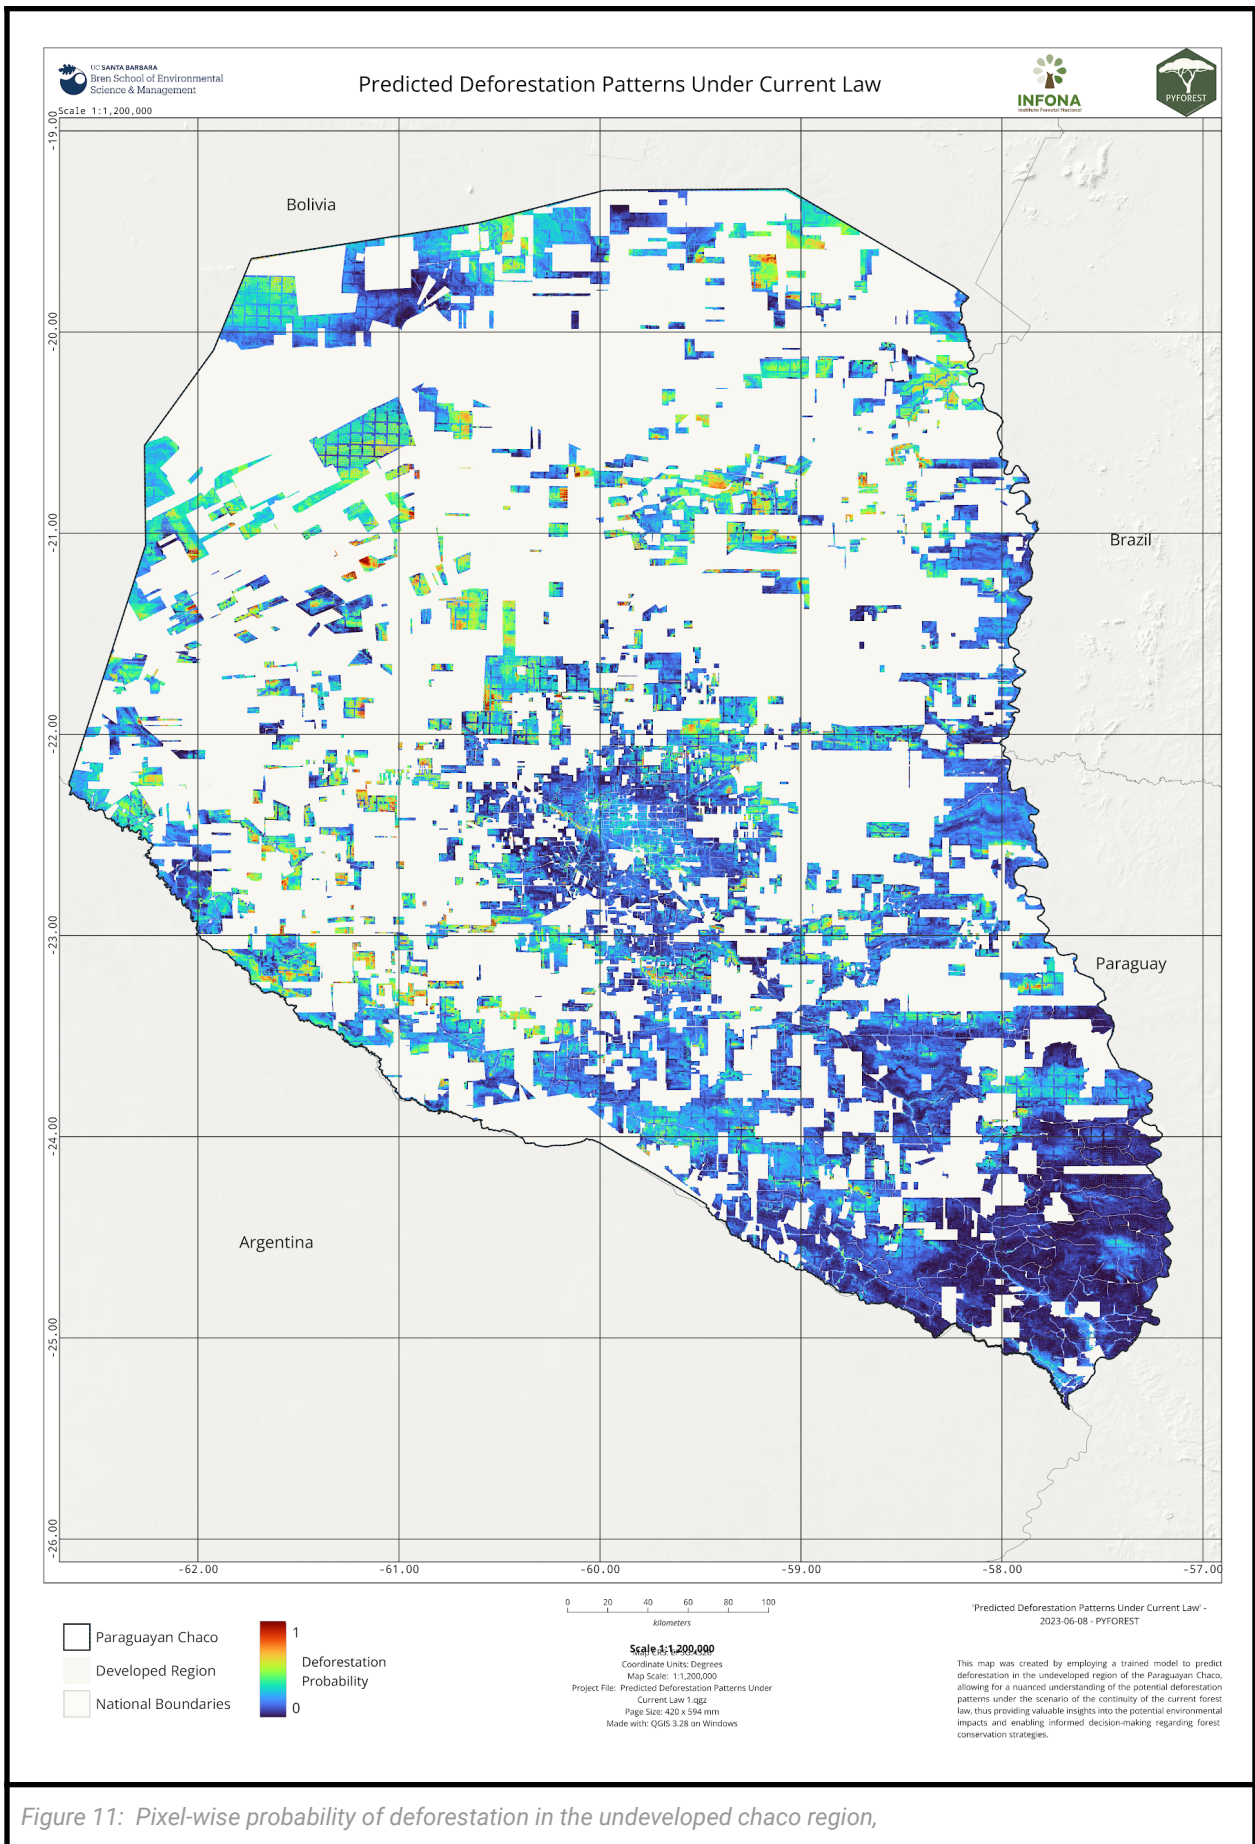 UC SANTA BARBARA
Bren School of Environmental
Science & Management
Predicted Deforestation Patterns Under Current Law
INFONA
Instituto Forestal Nacional
PYFOREST
Scale 1:1,200,000
-19.00
-20.00
-21.00
-22.00
-23.00
-24.00
-25.00
-26.00
Bolivia
Brazil
Paraguay
Argentina
-62.00
-61.00
-60.00
-59.00
-58.00
-57.00
Paraguayan Chaco
Developed Region
National Boundaries
1
Deforestation
Probability
0
0 20 40 60 80 100
kilometers
Scale 1:1,200,000
Coordinate Units: Degrees
Map Scale: 1:1,200,000
Project File: Predicted Deforestation Patterns Under
Current Law 1.qgz
Page Size: 420 x 594 mm
Made with: QGIS 3.28 on Windows
'Predicted Deforestation Patterns Under Current Law' -
2023-06-08 - PYFOREST
This map was created by employing a trained model to predict
deforestation in the undeveloped region of the Paraguayan Chaco,
allowing for a nuanced understanding of the potential deforestation
patterns under the scenario of the continuity of the current forest
law, thus providing valuable insights into the potential environmental
impacts and enabling informed decision-making regarding forest
conservation strategies.
Figure 11: Pixel-wise probability of deforestation in the undeveloped chaco region,